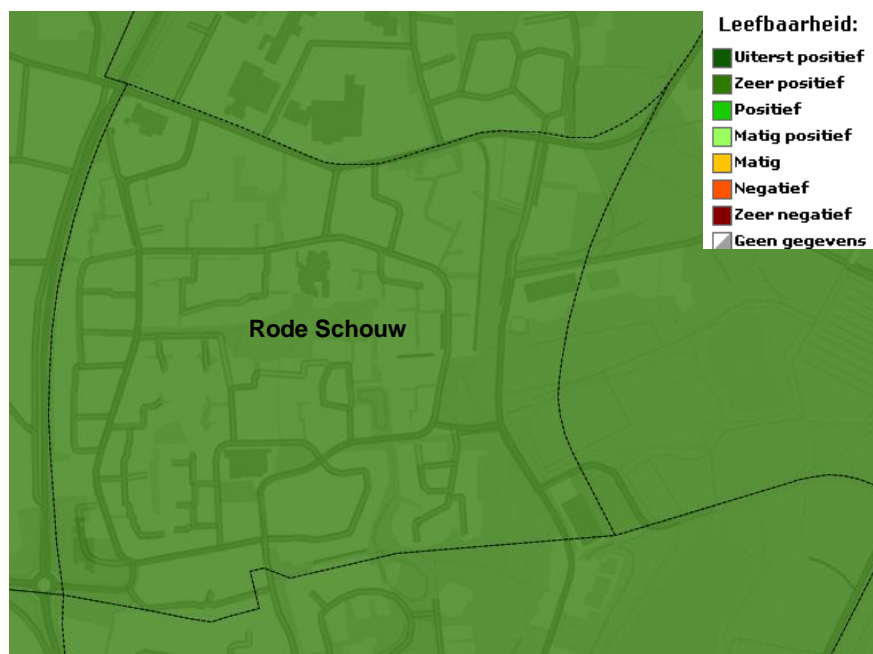 Leefbaarheid:
Uiterst positief
Zeer positief
Positief
Matig positief
Matig
Negatief
Zeer negatief
Geen gegevens
Rode Schouw